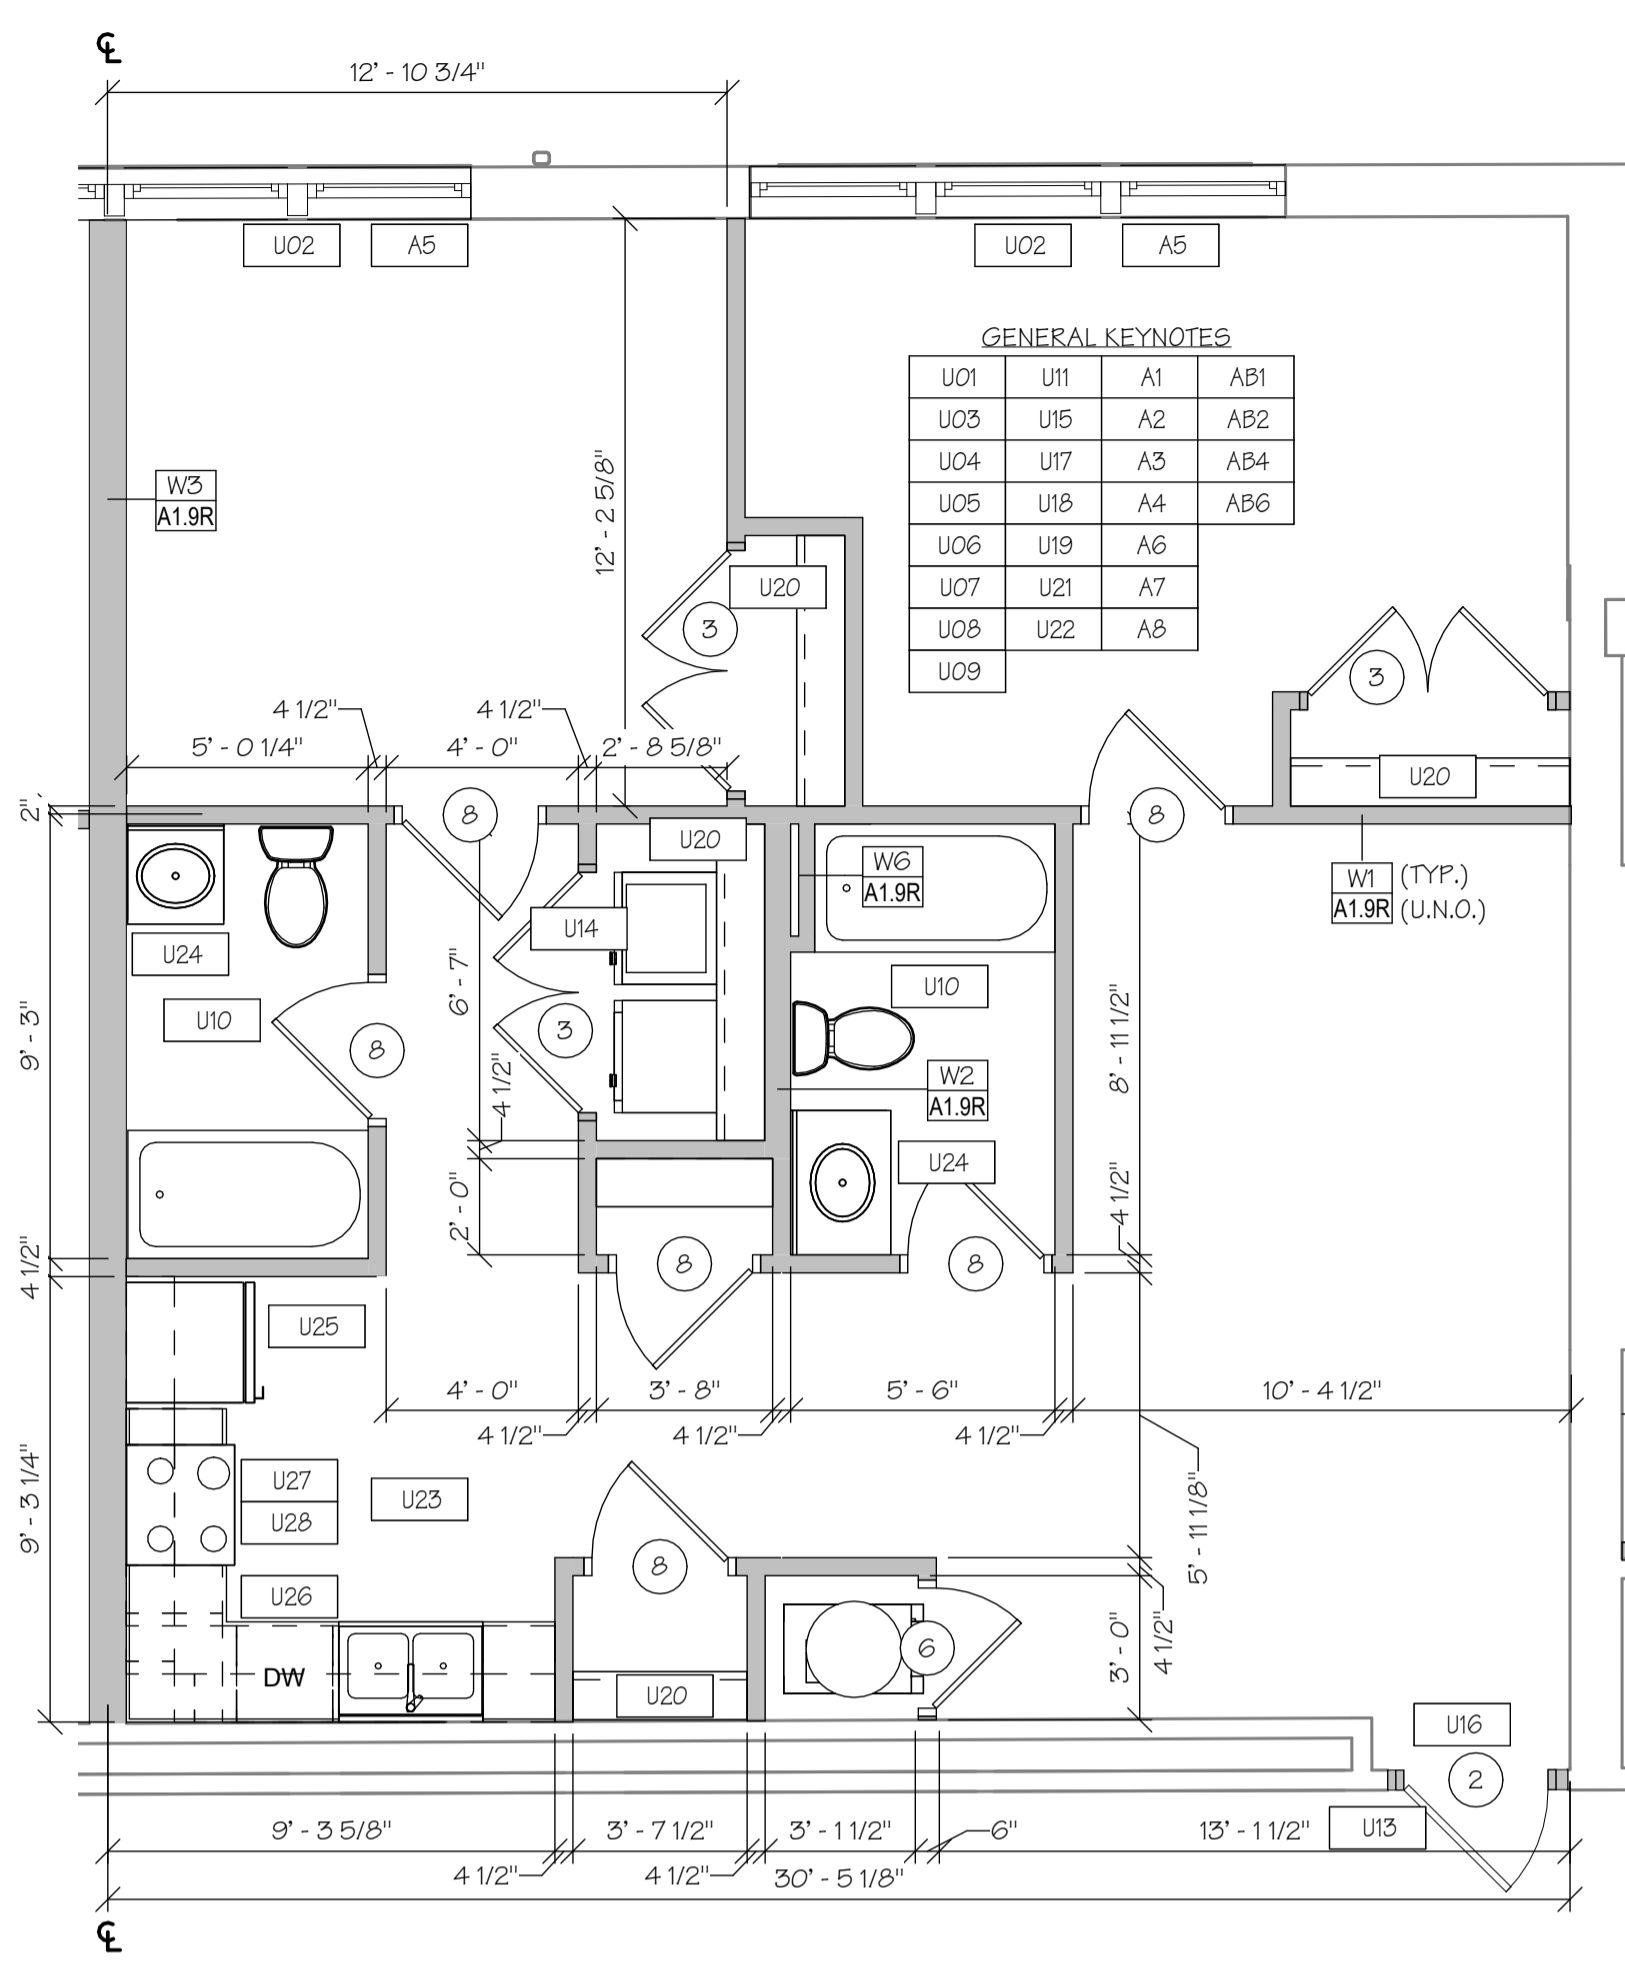 ℄
12' - 10 3/4"
U02 A5 U02 A5
GENERAL KEYNOTES
U01 U11 A1 AB1
U03 U15 A2 AB2
U04 U17 A3 AB4
U05 U18 A4 AB6
U06 U19 A6
U07 U21 A7
U08 U22 A8
U09
W3
A1.9R
12' - 2 5/8"
U20
3
3
4 1/2" 4 1/2"
5' - 0 1/4" 4' - 0" 2' - 8 5/8"
U20
2"
8
8
U20
W6
A1.9R
W1 (TYP.)
A1.9R (U.N.O.)
U24
U14
6' - 7"
U10
U10
9' - 3"
8
3
4 1/2"
8' - 11 1/2"
W2
A1.9R
U24
2' - 0"
4 1/2"
4 1/2"
8
8
U25
4' - 0" 3' - 8" 5' - 6" 10' - 4 1/2"
4 1/2" 4 1/2" 4 1/2"
9' - 3 1/4"
U27
U28
U23
5' - 11 1/8"
8
U26
6
3' - 0"
4 1/2"
DW
U20
U16
2
U13
9' - 3 5/8" 3' - 7 1/2" 3' - 1 1/2" 6" 13' - 1 1/2"
4 1/2" 4 1/2" 30' - 5 1/8"
℄